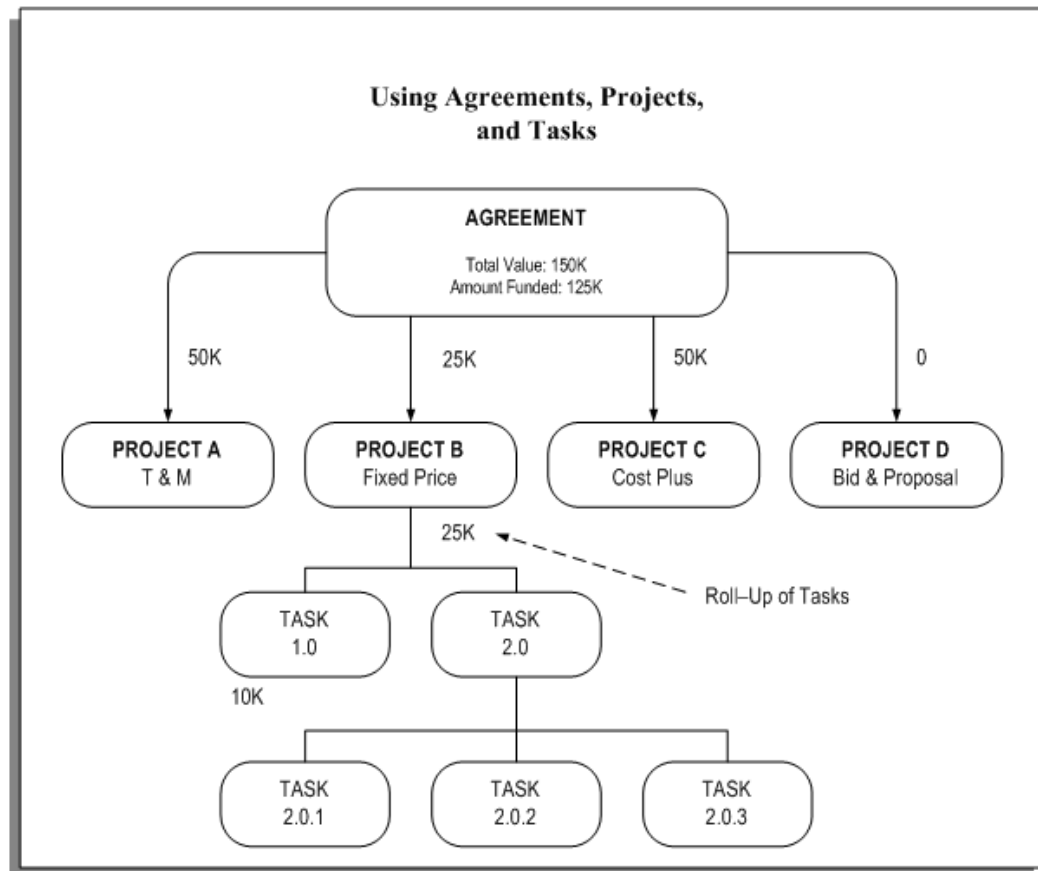 Using Agreements, Projects,
and Tasks
AGREEMENT
Total Value: 150K
Amount Funded: 125K
50K
25K
50K
0
PROJECT A
T & M
PROJECT B
Fixed Price
PROJECT C
Cost Plus
PROJECT D
Bid & Proposal
25K
Roll–Up of Tasks
TASK
1.0
TASK
2.0
10K
TASK
2.0.1
TASK
2.0.2
TASK
2.0.3